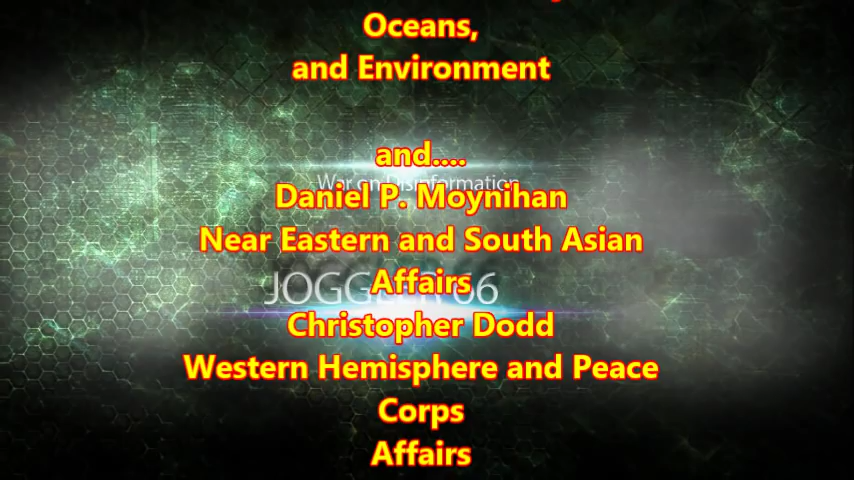 Oceans,
and Environment
and....
War on Disinformation
Daniel P. Moynihan
Near Eastern and South Asian
Affairs
Christopher Dodd
Western Hemisphere and Peace
Corps
Affairs